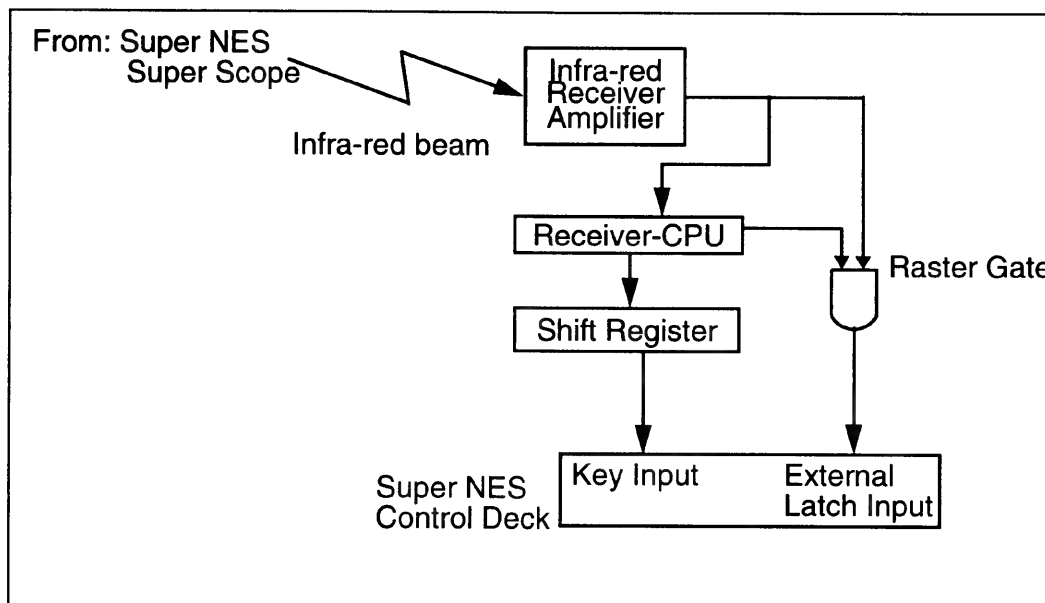 From: Super NES
Super Scope
Infra-red beam
Infra-red
Receiver
Amplifier
Receiver-CPU
Raster Gate
Shift Register
Super NES
Control Deck
Key Input
External
Latch Input